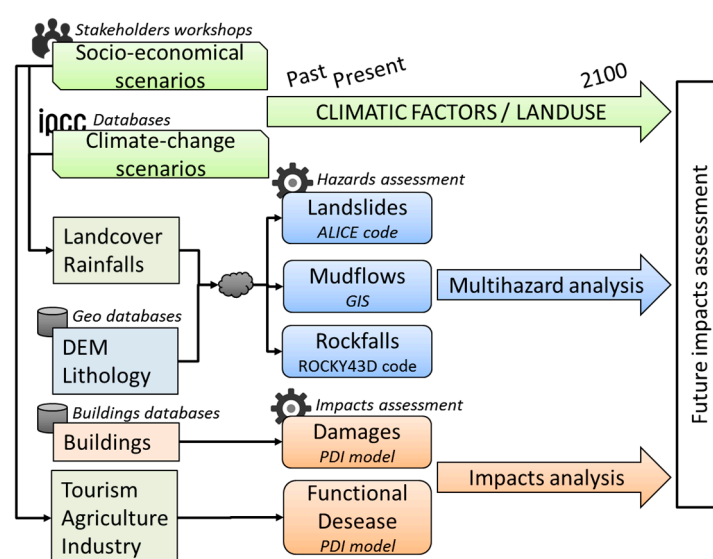 Stakeholders workshops
Socio-economical
scenarios
Past Present
2100
CLIMATIC FACTORS / LANDUSE
ipcc Databases
Climate-change
scenarios
Hazards assessment
Landslides
ALICE code
Landcover
Rainfalls
Mudflows
GIS
Multihazard analysis
Geo databases
DEM
Lithology
Rockfalls
ROCKY43D code
Buildings databases
Buildings
Impacts assessment
Damages
PDI model
Impacts analysis
Tourism
Agriculture
Industry
Functional
Desease
PDI model
Future impacts assessment